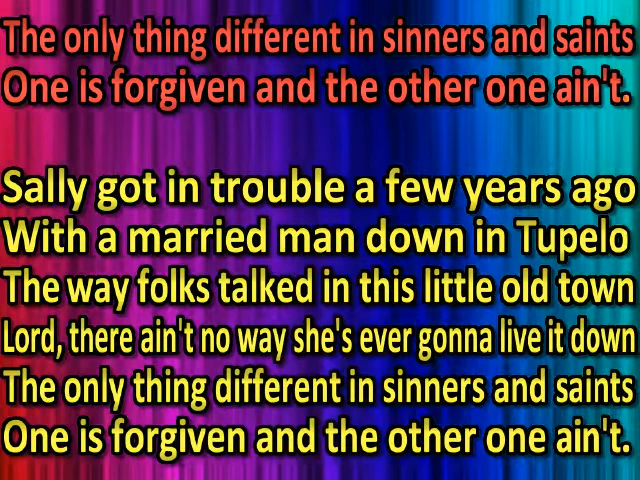 The only thing different in sinners and saints
One is forgiven and the other one ain't.
Sally got in trouble a few years ago
With a married man down in Tupelo
The way folks talked in this little old town
Lord, there ain't no way she's ever gonna live it down
The only thing different in sinners and saints
One is forgiven and the other one ain't.